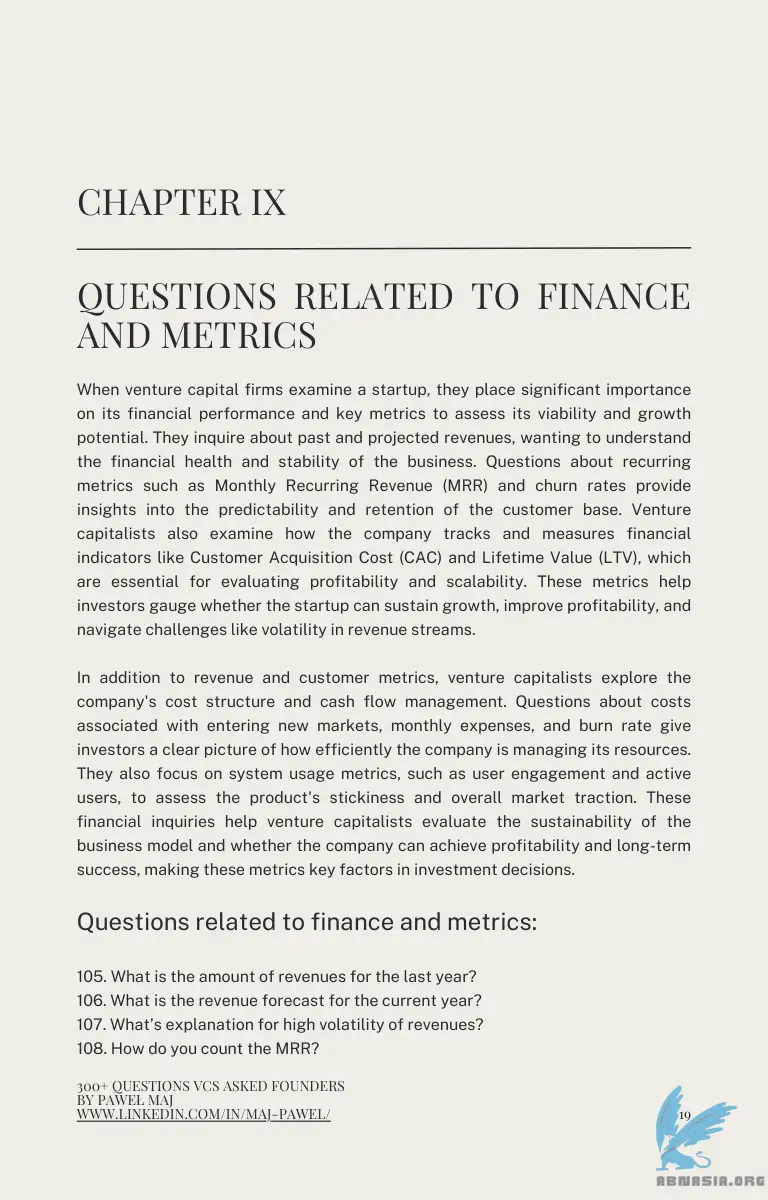 CHAPTER IX
QUESTIONS RELATED TO FINANCE
AND METRICS
When venture capital firms examine a startup, they place significant importance
on its financial performance and key metrics to assess its viability and growth
potential. They inquire about past and projected revenues, wanting to understand
the financial health and stability of the business. Questions about recurring
metrics such as Monthly Recurring Revenue (MRR) and churn rates provide
insights into the predictability and retention of the customer base. Venture
capitalists also examine how the company tracks and measures financial
indicators like Customer Acquisition Cost (CAC) and Lifetime Value (LTV), which
are essential for evaluating profitability and scalability. These metrics help
investors gauge whether the startup can sustain growth, improve profitability, and
navigate challenges like volatility in revenue streams.
In addition to revenue and customer metrics, venture capitalists explore the
company's cost structure and cash flow management. Questions about costs
associated with entering new markets, monthly expenses, and burn rate give
investors a clear picture of how efficiently the company is managing its resources.
They also focus on system usage metrics, such as user engagement and active
users, to assess the product's stickiness and overall market traction. These
financial inquiries help venture capitalists evaluate the sustainability of the
business model and whether the company can achieve profitability and long-term
success, making these metrics key factors in investment decisions.
Questions related to finance and metrics:
105. What is the amount of revenues for the last year?
106. What is the revenue forecast for the current year?
107. What’s explanation for high volatility of revenues?
108. How do you count the MRR?
300+ QUESTIONS VCS ASKED FOUNDERS
BY PAWEŁ MAJ
WWW.LINKEDIN.COM/IN/MAJ-PAWEL/
19
ABNASIA.ORG